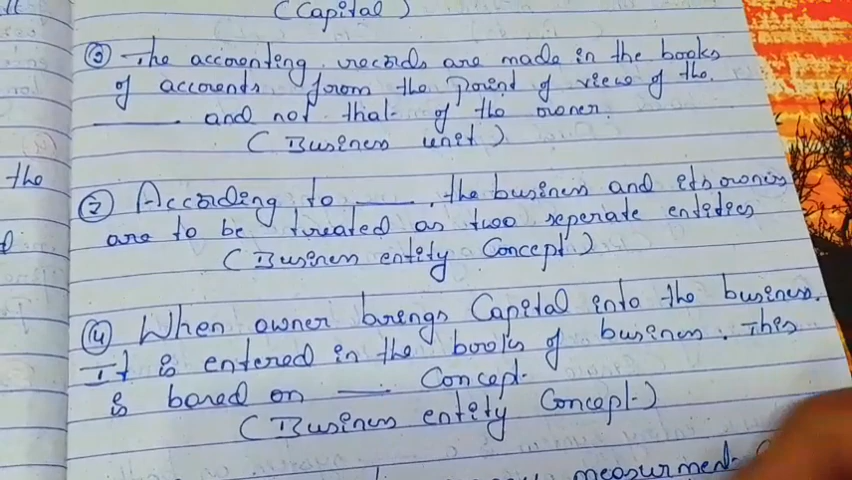 (Capital)
③ The accounting records are made in the books
of accounts from the point of view of the.
______ and not that of the owner.
(Business unit)
the
② According to ____, the business and its owners
are to be treated as two seperate entities
(Business entity Concept.)
④ When owner brings Capital into the business.
It is entered in the books of business. This
is based on ____ Concept.
(Business entity Concept)
measurment